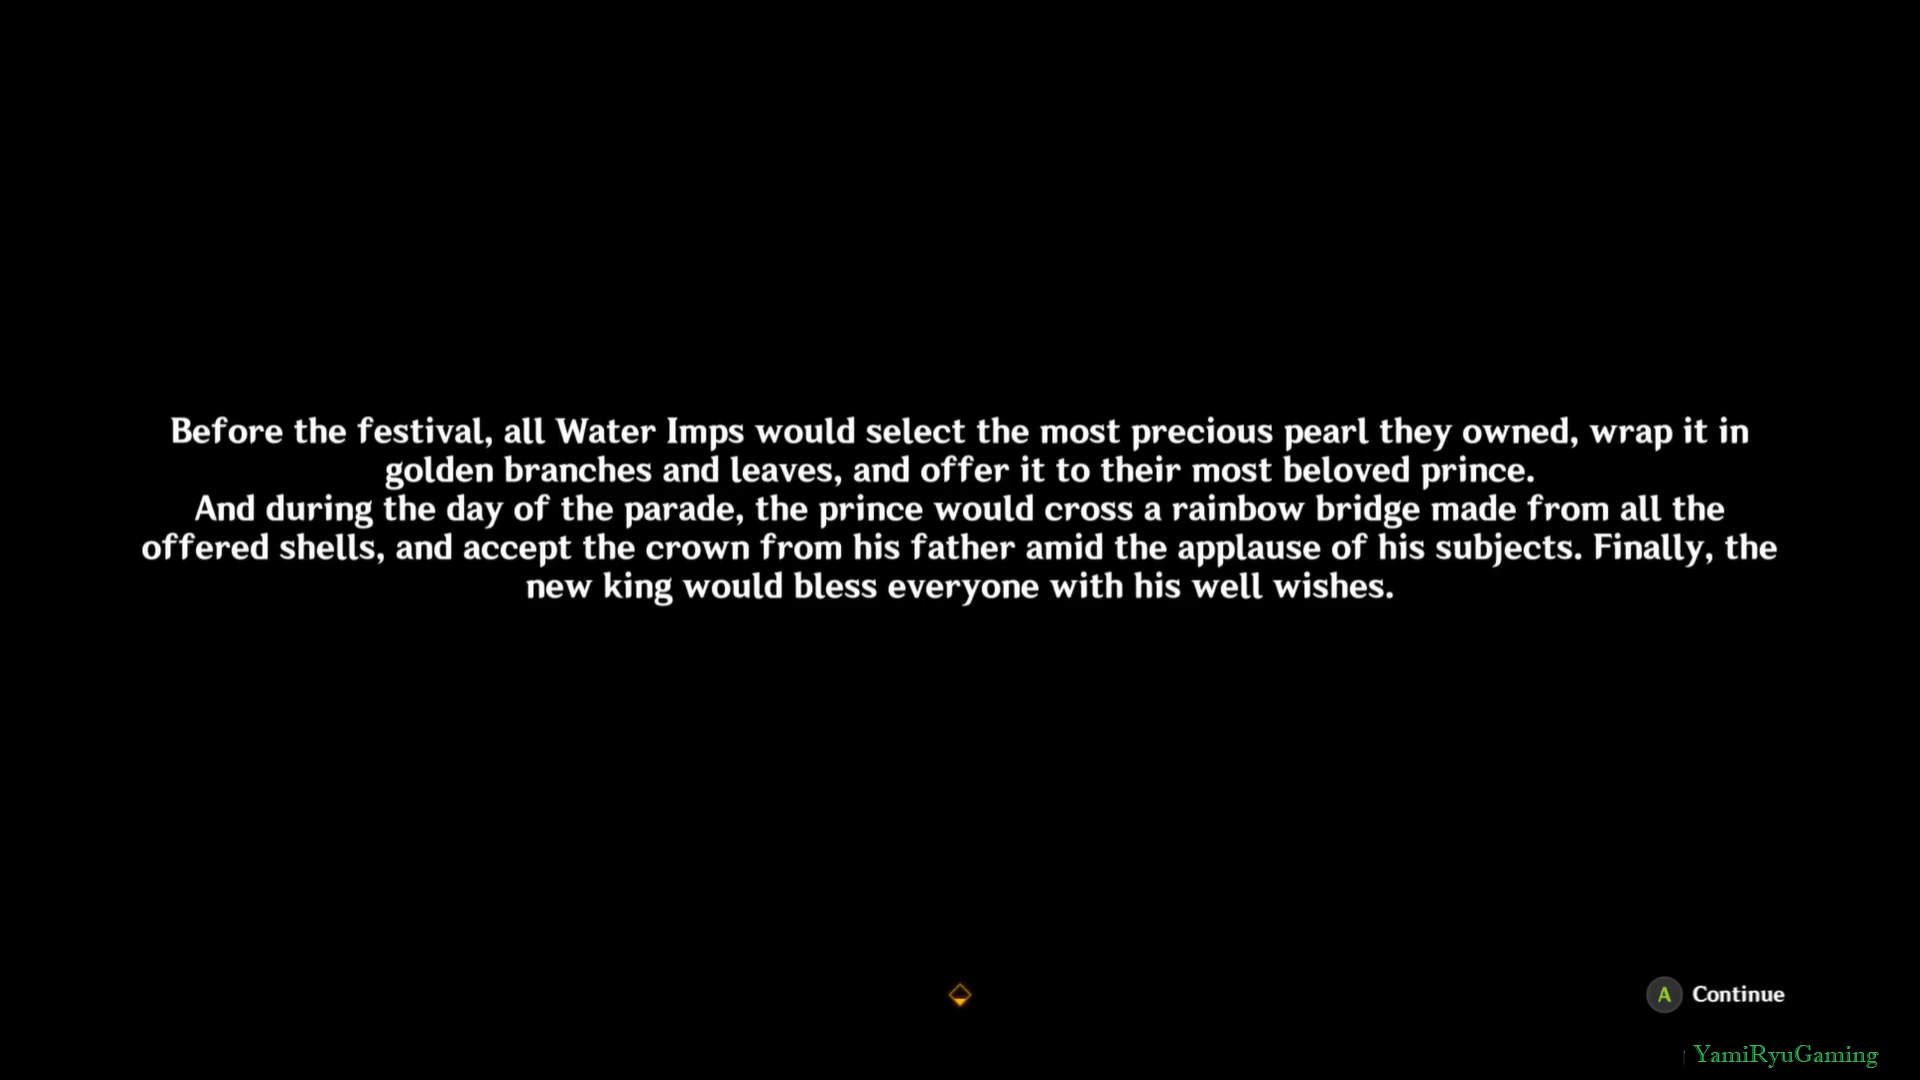 Before the festival, all Water Imps would select the most precious pearl they owned, wrap it in
golden branches and leaves, and offer it to their most beloved prince.
And during the day of the parade, the prince would cross a rainbow bridge made from all the
offered shells, and accept the crown from his father amid the applause of his subjects. Finally, the
new king would bless everyone with his well wishes.
A Continue
YamiRyuGaming